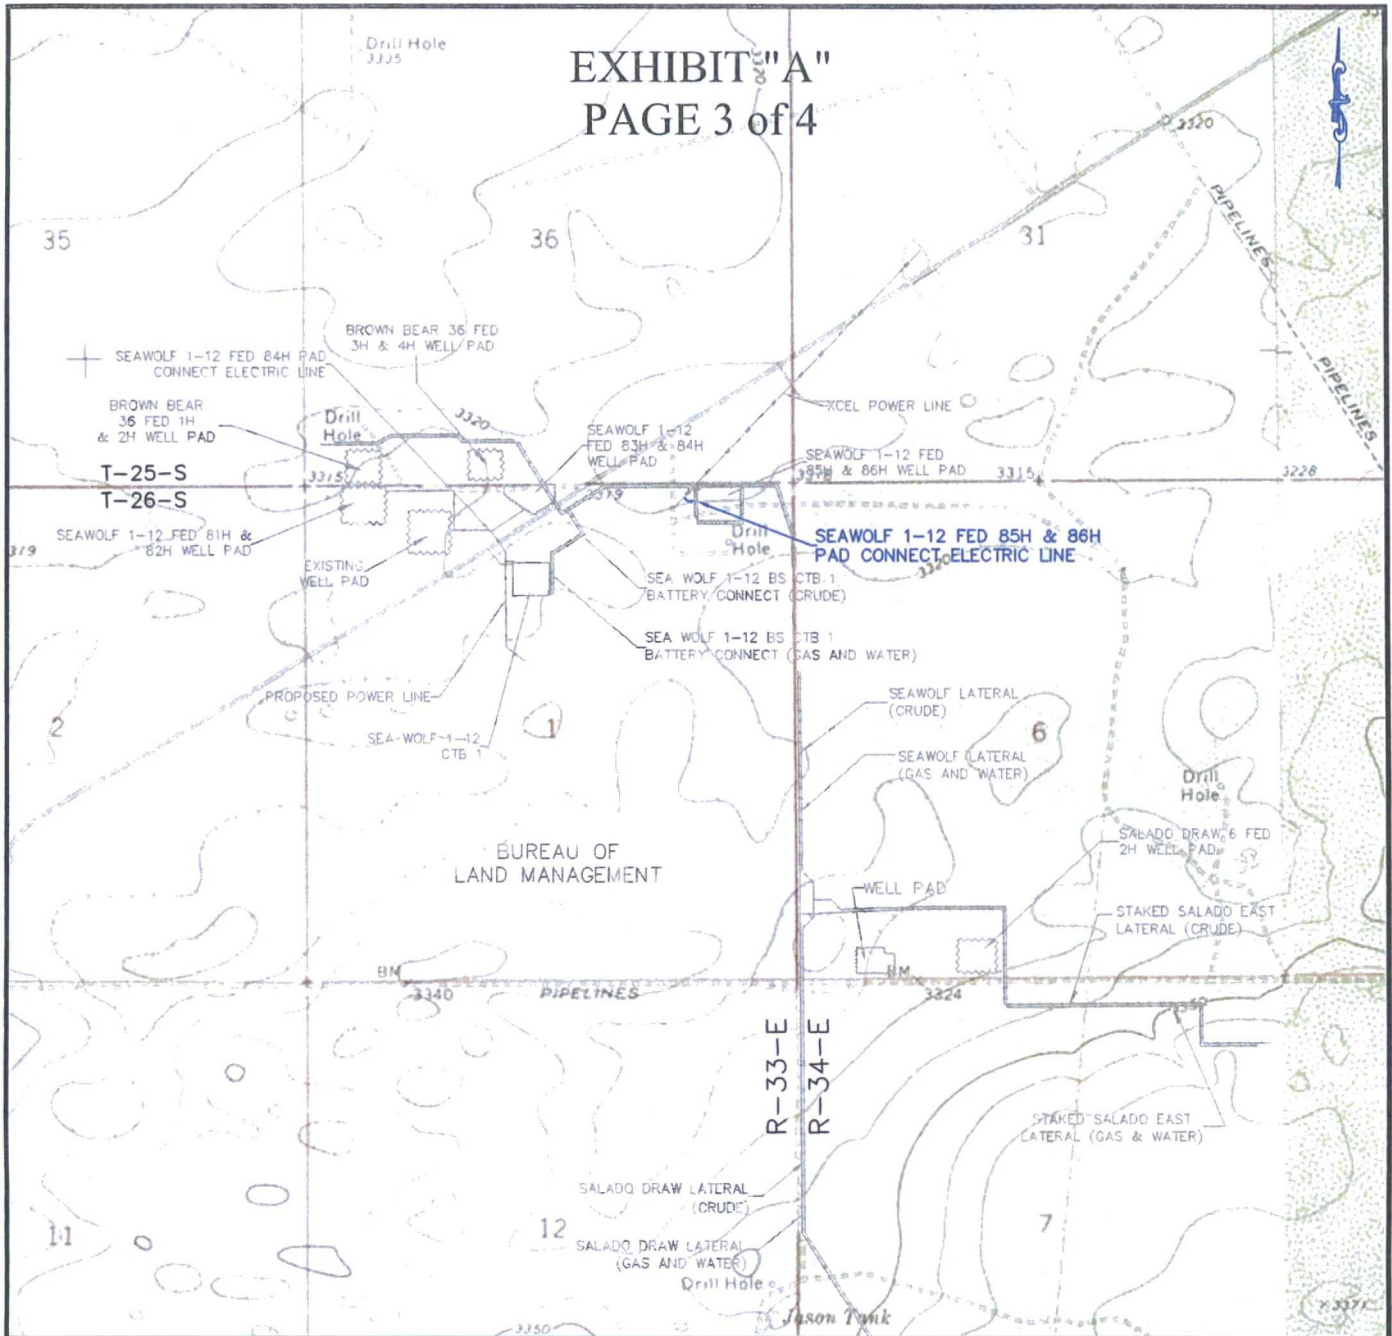 EXHIBIT "A"
PAGE 3 of 4
Drill Hole
3335
3320
PIPELINES
PIPELINES
35
36
31
SEAWOLF 1-12 FED 84H PAD
CONNECT ELECTRIC LINE
BROWN BEAR 36 FED
3H & 4H WELL PAD
BROWN BEAR
36 FED 1H
& 2H WELL PAD
Drill
Hole
3320
SEAWOLF 1-12
FED 83H & 84H
WELL PAD
XCEL POWER LINE
SEAWOLF 1-12 FED
85H & 86H WELL PAD
T-25-S
T-26-S
3315
3319
3315
3228
SEAWOLF 1-12 FED 81H &
82H WELL PAD
EXISTING
WELL PAD
Drill
Hole
SEAWOLF 1-12 FED 85H & 86H
PAD CONNECT ELECTRIC LINE
3320
SEA WOLF 1-12 BS CTB 1
BATTERY CONNECT (CRUDE)
SEA WOLF 1-12 BS CTB 1
BATTERY CONNECT (GAS AND WATER)
PROPOSED POWER LINE
SEA WOLF 1-12
CTB 1
2
1
6
SEAWOLF LATERAL
(CRUDE)
SEAWOLF LATERAL
(GAS AND WATER)
Drill
Hole
BUREAU OF
LAND MANAGEMENT
SALADO DRAW 6 FED
2H WELL PAD
WELL PAD
STAKED SALADO EAST
LATERAL (CRUDE)
BM
3340
PIPELINES
BM
3324
R-33-E
R-34-E
STAKED SALADO EAST
LATERAL (GAS & WATER)
SALADO DRAW LATERAL
(CRUDE)
SALADO DRAW LATERAL
(GAS AND WATER)
11
12
7
Drill Hole
Jason Tank
3350